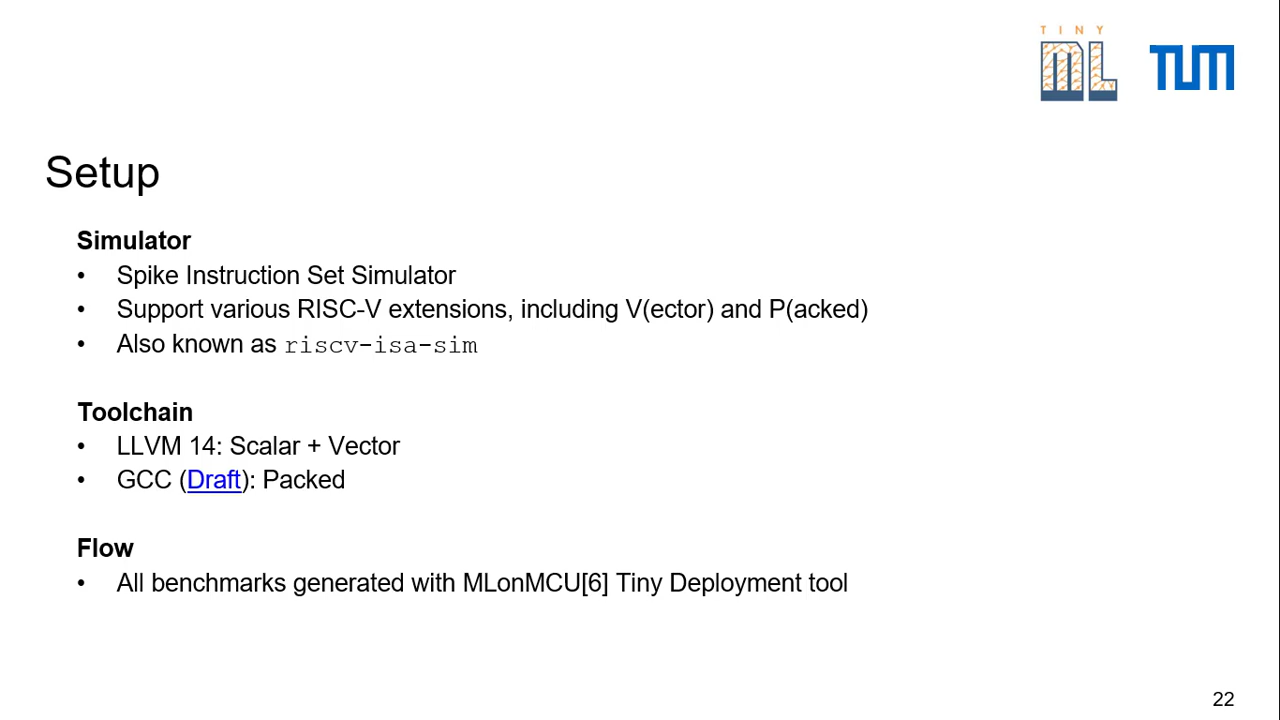 TINY
ML
TUM
Setup
Simulator
• Spike Instruction Set Simulator
• Support various RISC-V extensions, including V(ector) and P(acked)
• Also known as riscv-isa-sim
Toolchain
• LLVM 14: Scalar + Vector
• GCC (Draft): Packed
Flow
• All benchmarks generated with MLonMCU[6] Tiny Deployment tool
22